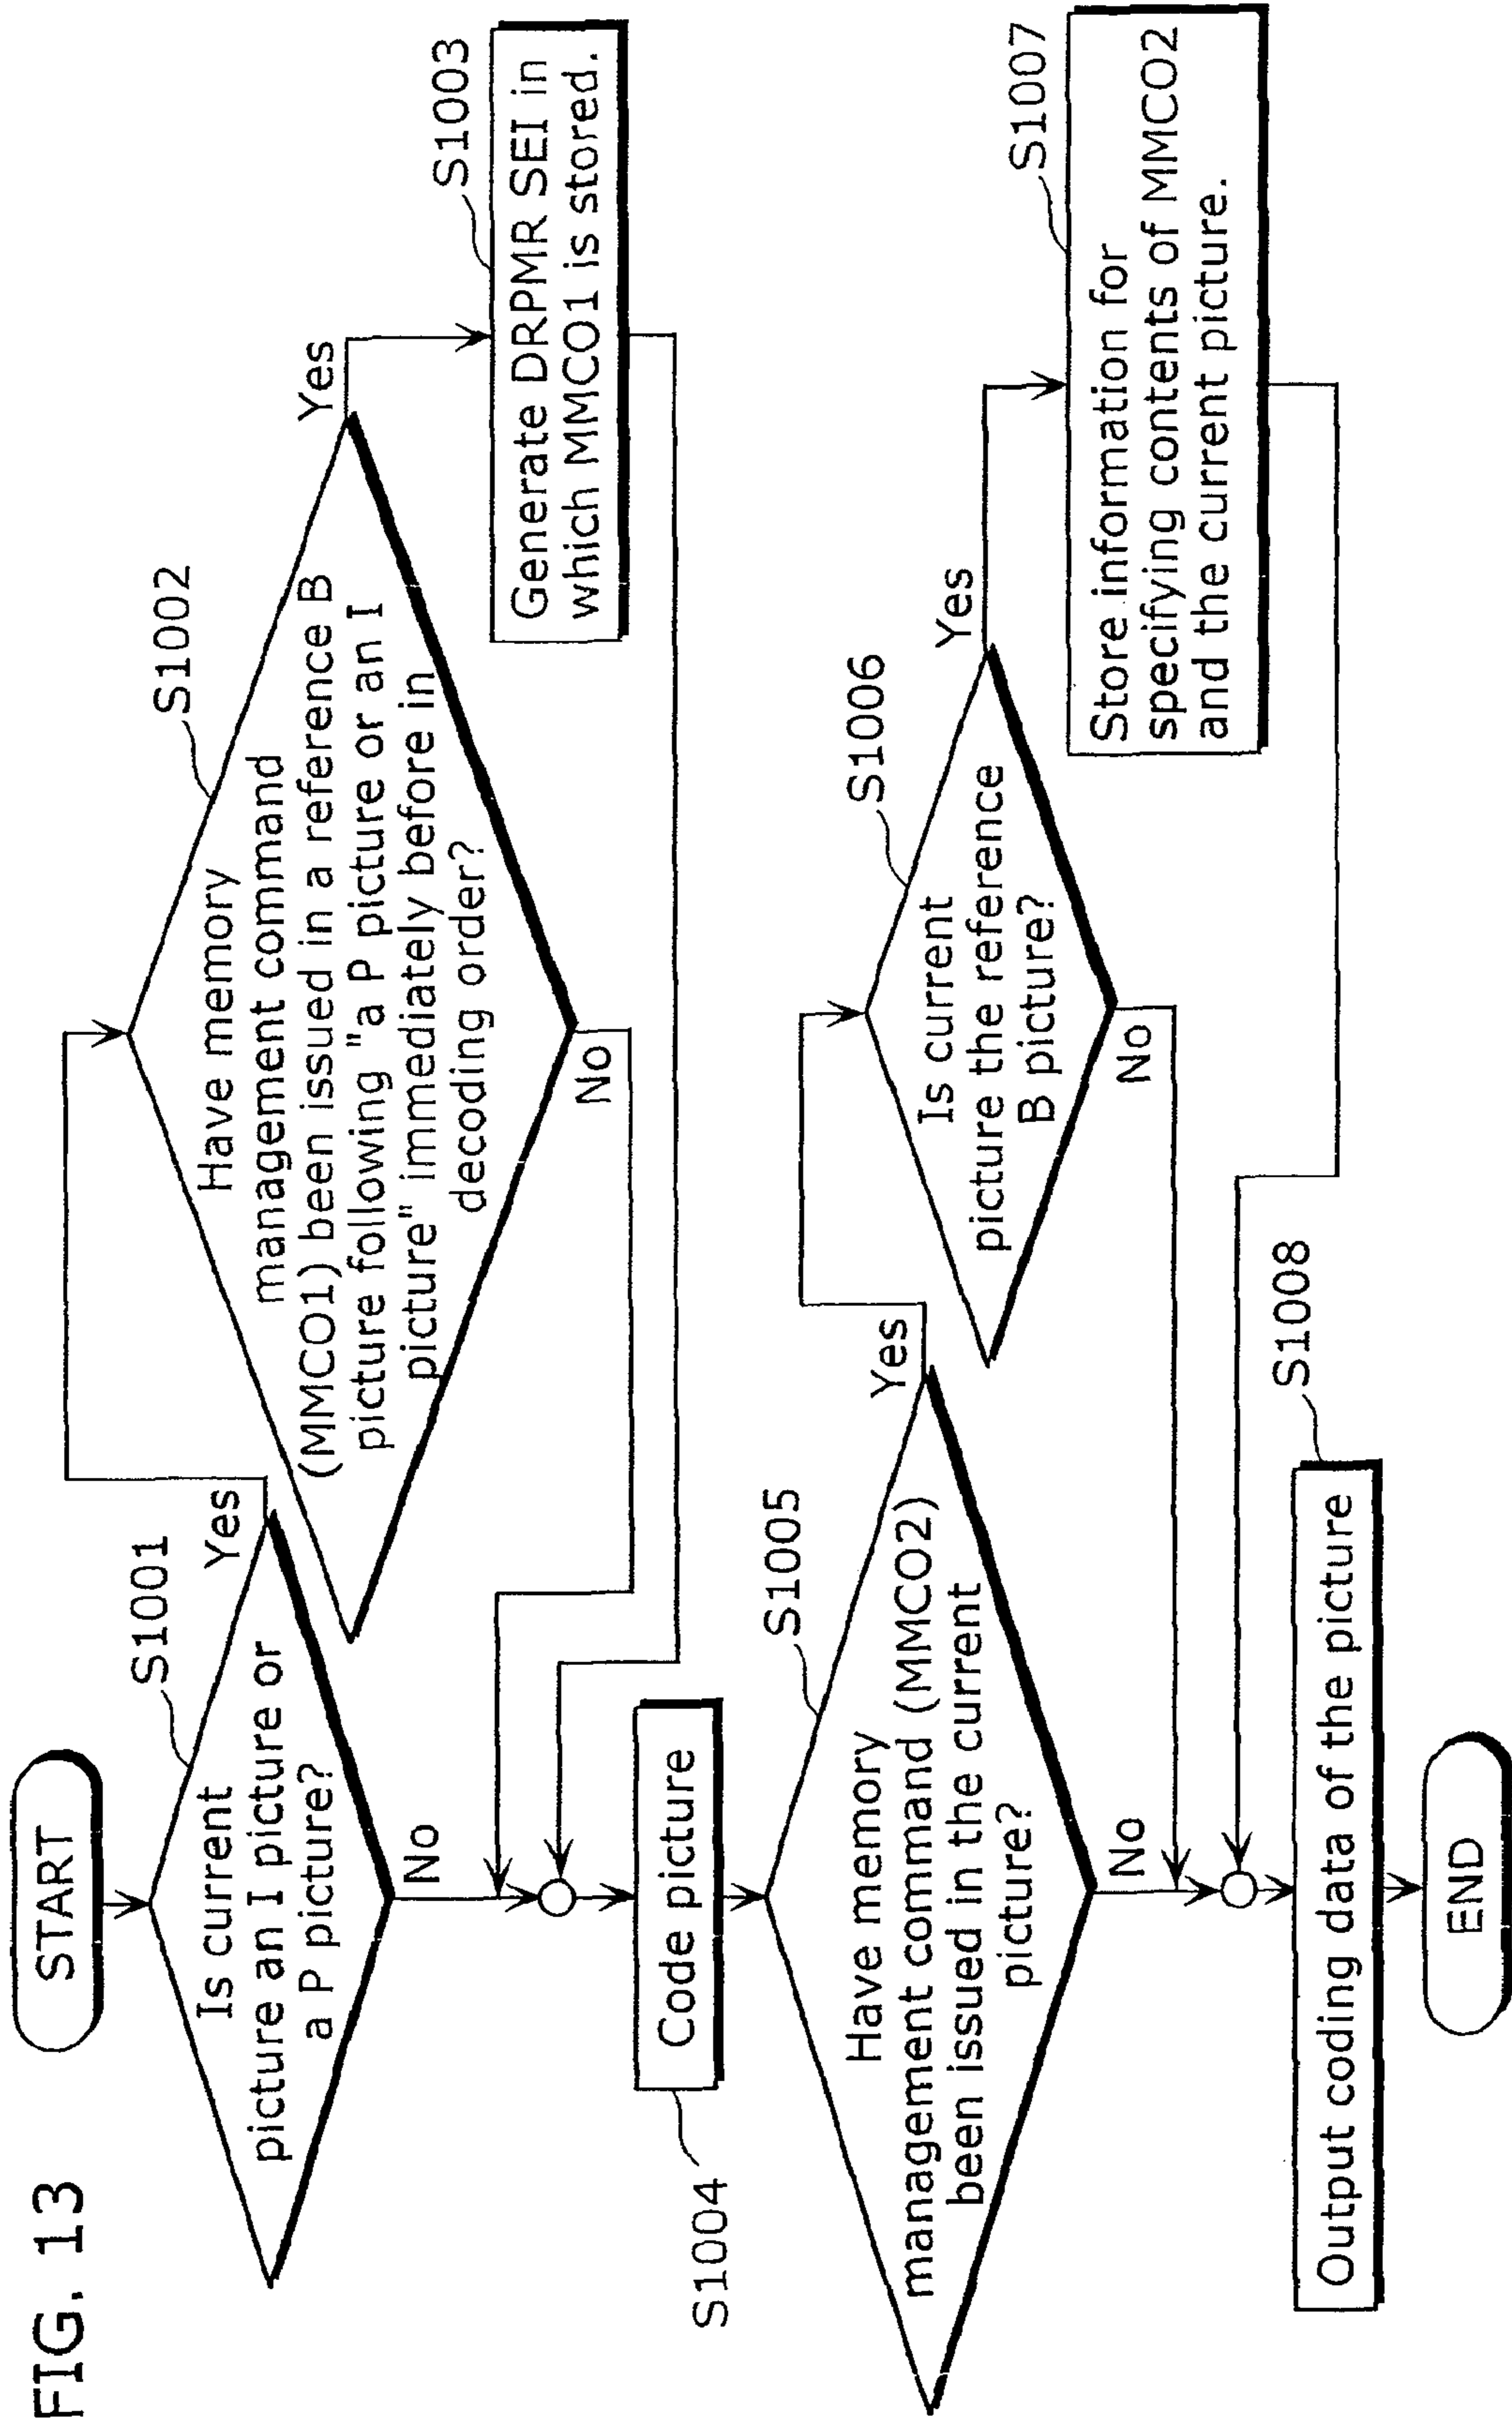 FIG. 13
START
S1001
Is current
picture an I picture or
a P picture?
Yes
No
S1002
Have memory
management command
(MMCO1) been issued in a reference B
picture following "a P picture or an I
picture" immediately before in
decoding order?
Yes
No
S1003
Generate DRPMR SEI in
which MMCO1 is stored.
S1004
Code picture
S1005
Have memory
management command (MMCO2)
been issued in the current
picture?
Yes
No
S1006
Is current
picture the reference
B picture?
Yes
No
S1007
Store information for
specifying contents of MMCO2
and the current picture.
S1008
Output coding data of the picture
END